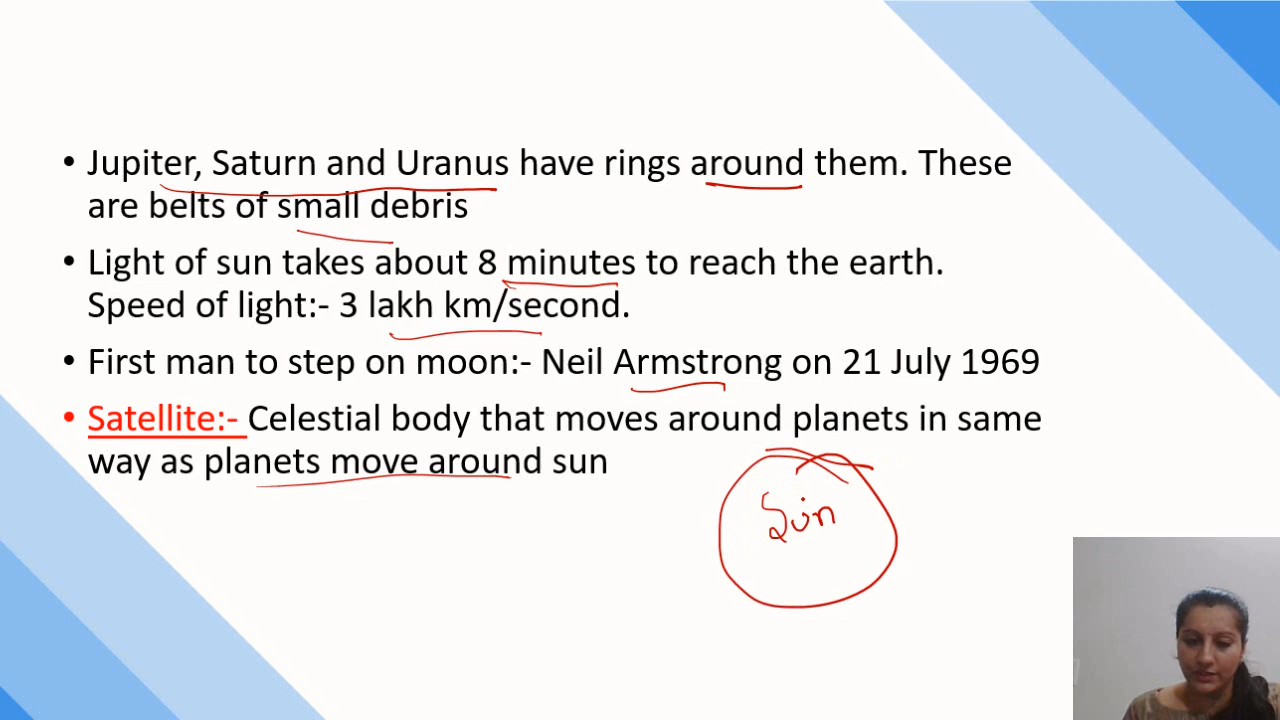 • Jupiter, Saturn and Uranus have rings around them. These
are belts of small debris
• Light of sun takes about 8 minutes to reach the earth.
Speed of light:- 3 lakh km/second.
• First man to step on moon:- Neil Armstrong on 21 July 1969
• Satellite:- Celestial body that moves around planets in same
way as planets move around sun
Sun